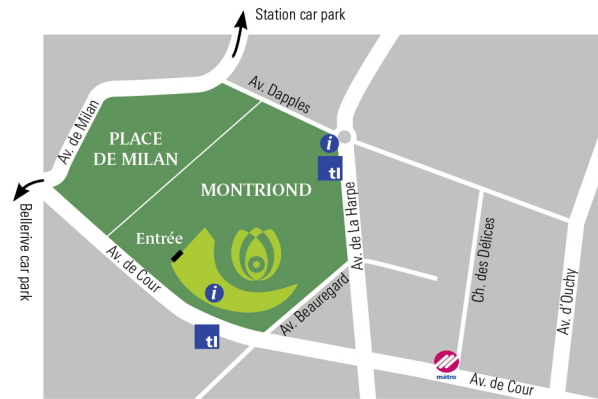 Station car park
Av. Dapples
Av. de Milan
PLACE
DE MILAN
i
tl
MONTRIOND
Av. de La Harpe
Bellerive car park
Entrée
Av. de Cour
i
Ch. des Délices
Av. d'Ouchy
Av. Beauregard
tl
métro
Av. de Cour